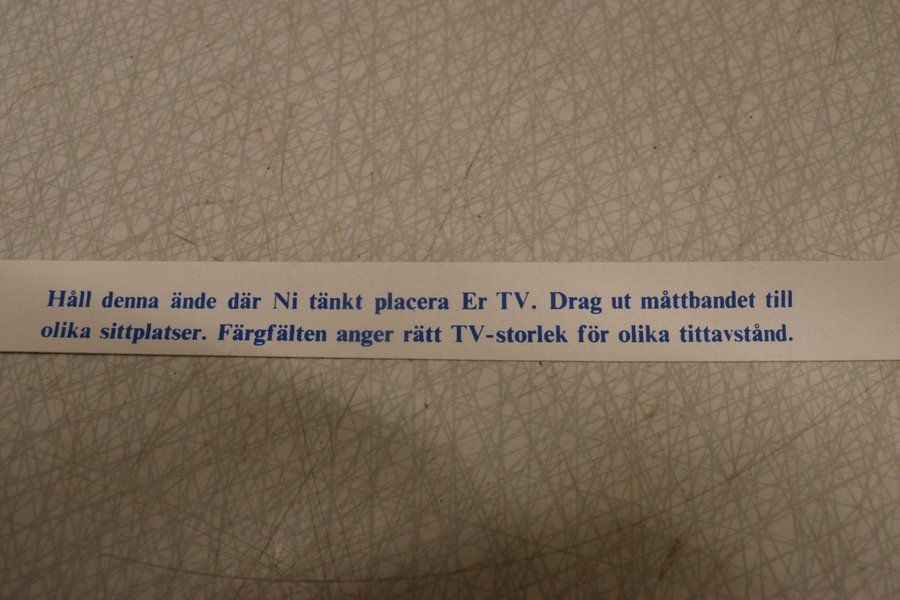 Håll denna ände där Ni tänkt placera Er TV. Drag ut måttbandet till
olika sittplatser. Färgfälten anger rätt TV-storlek för olika tittavstånd.